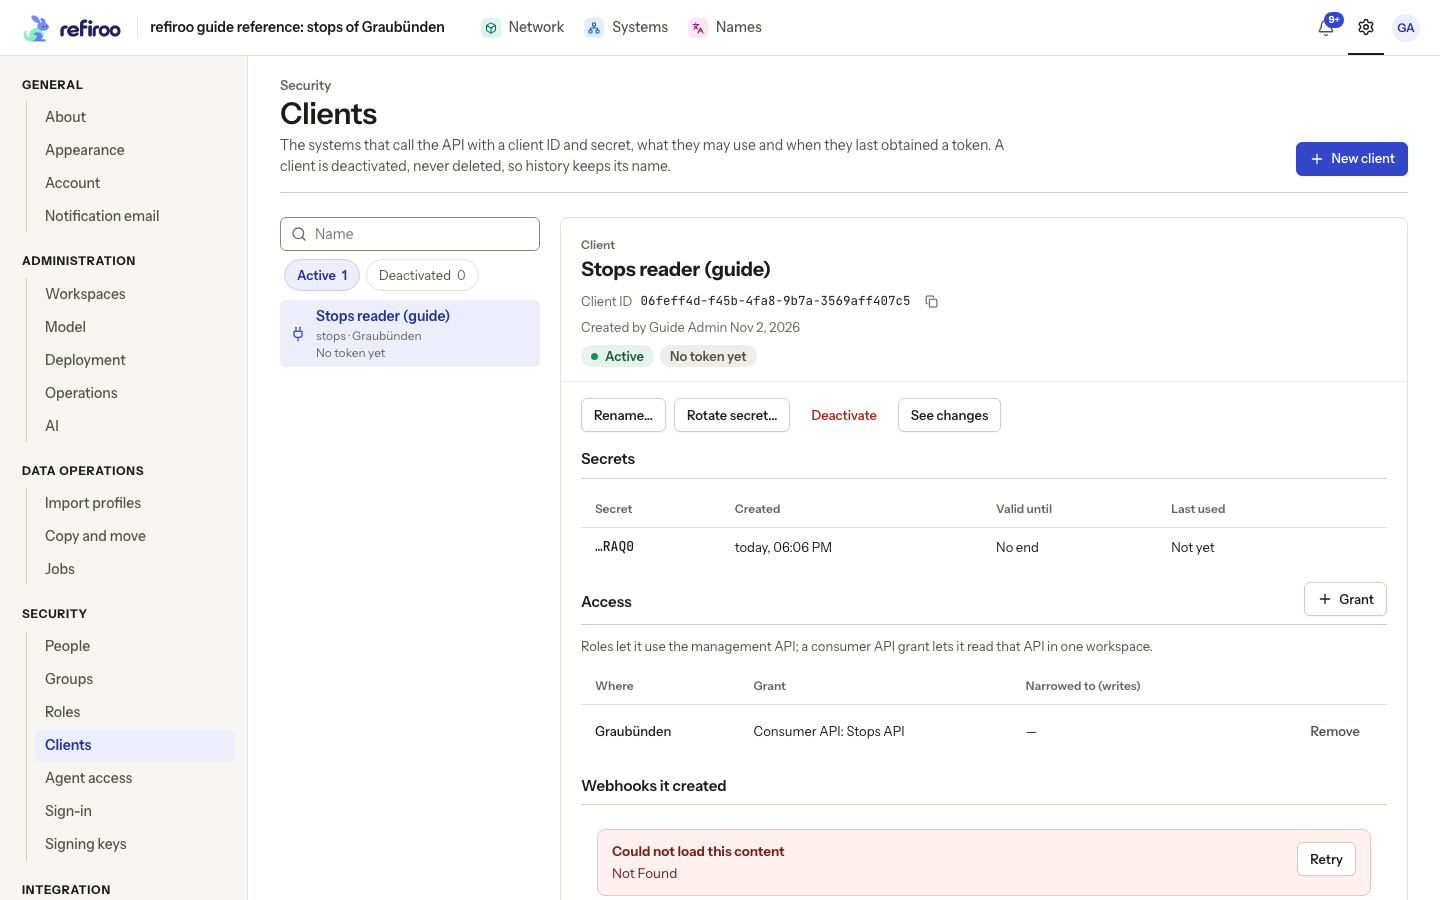 refiroo
refiroo guide reference: stops of Graubünden
Network
Systems
Names
9+
GA
GENERAL
About
Appearance
Account
Notification email
ADMINISTRATION
Workspaces
Model
Deployment
Operations
AI
DATA OPERATIONS
Import profiles
Copy and move
Jobs
SECURITY
People
Groups
Roles
Clients
Agent access
Sign-in
Signing keys
INTEGRATION
Security
Clients
The systems that call the API with a client ID and secret, what they may use and when they last obtained a token. A
client is deactivated, never deleted, so history keeps its name.
New client
Name
Active 1
Deactivated 0
Stops reader (guide)
stops · Graubünden
No token yet
Client
Stops reader (guide)
Client ID 06feff4d-f45b-4fa8-9b7a-3569aff407c5
Created by Guide Admin Nov 2, 2026
Active
No token yet
Rename...
Rotate secret...
Deactivate
See changes
Secrets
Secret Created Valid until Last used
…RAQ0 today, 06:06 PM No end Not yet
Access
Grant
Roles let it use the management API; a consumer API grant lets it read that API in one workspace.
Where Grant Narrowed to (writes)
Graubünden Consumer API: Stops API — Remove
Webhooks it created
Could not load this content
Not Found
Retry